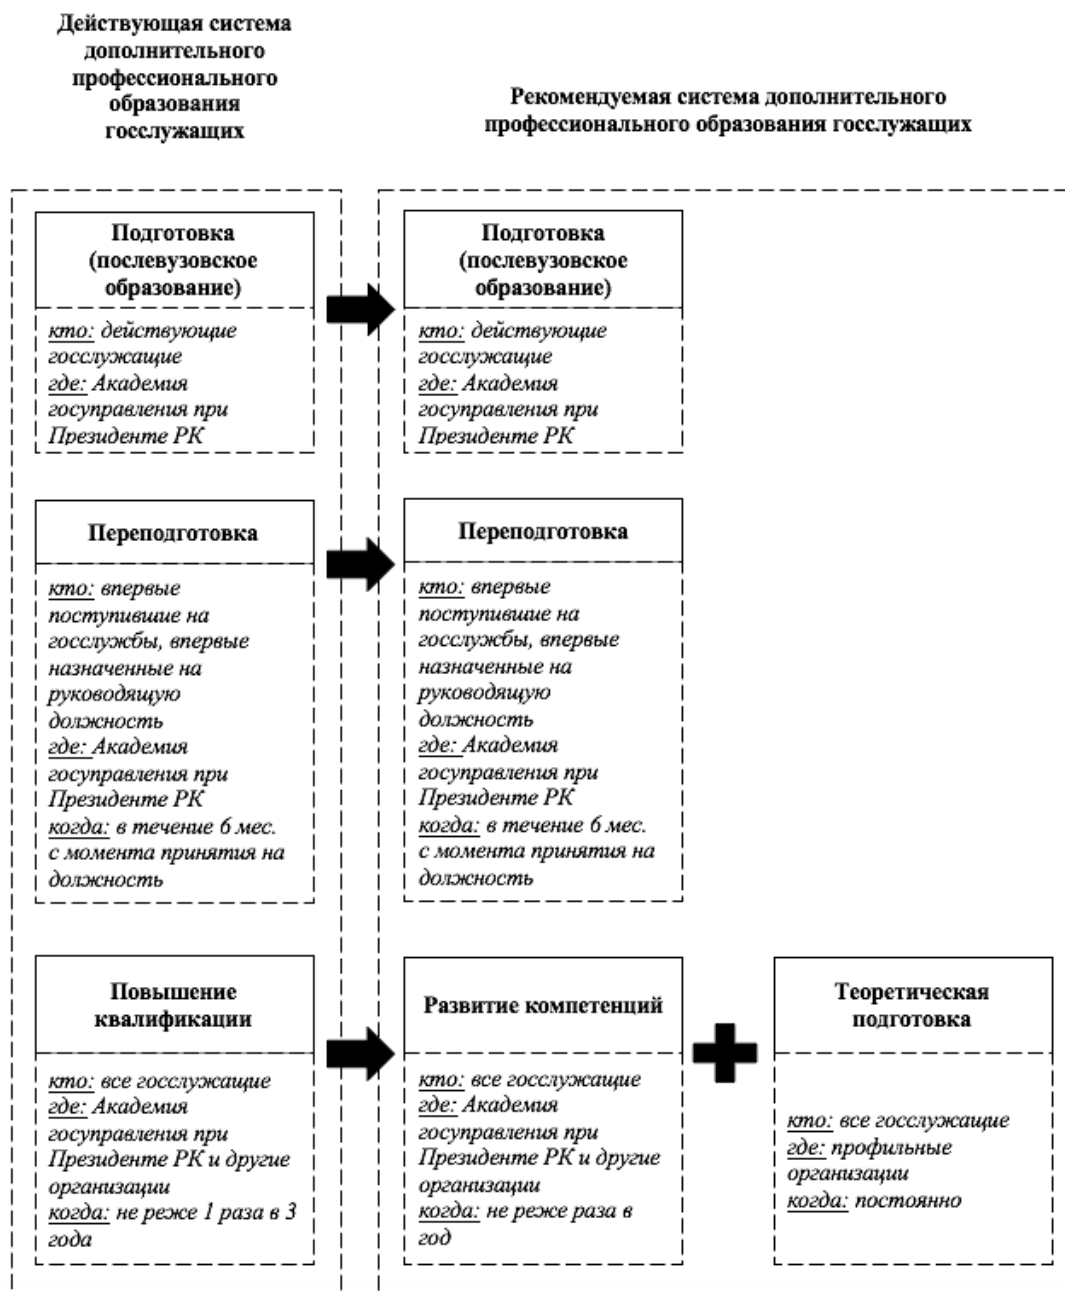 Действующая система
дополнительного
профессионального
образования
госслужащих
Рекомендуемая система дополнительного
профессионального образования госслужащих
Подготовка
(послевузовское
образование)
кто: действующие
госслужащие
где: Академия
госуправления при
Президенте РК
Подготовка
(послевузовское
образование)
кто: действующие
госслужащие
где: Академия
госуправления при
Президенте РК
Переподготовка
кто: впервые
поступившие на
госслужбы, впервые
назначенные на
руководящую
должность
где: Академия
госуправления при
Президенте РК
когда: в течение 6 мес.
с момента принятия на
должность
Переподготовка
кто: впервые
поступившие на
госслужбы, впервые
назначенные на
руководящую
должность
где: Академия
госуправления при
Президенте РК
когда: в течение 6 мес.
с момента принятия на
должность
Повышение
квалификации
кто: все госслужащие
где: Академия
госуправления при
Президенте РК и другие
организации
когда: не реже 1 раза в 3
года
Развитие компетенций
кто: все госслужащие
где: Академия
госуправления при
Президенте РК и другие
организации
когда: не реже раза в
год
Теоретическая
подготовка
кто: все госслужащие
где: профильные
организации
когда: постоянно